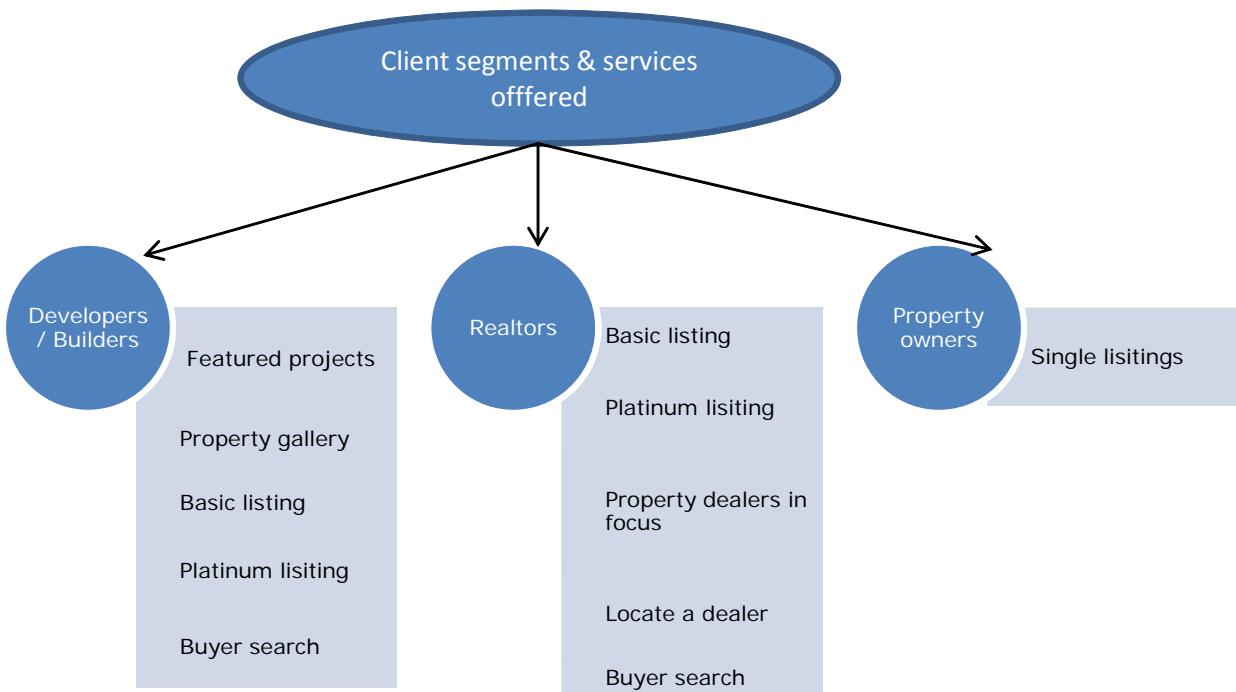 Client segments & services
offfered
Developers
/ Builders
Featured projects
Property gallery
Basic listing
Platinum lisiting
Buyer search
Realtors
Basic listing
Platinum lisiting
Property dealers in
focus
Locate a dealer
Buyer search
Property
owners
Single lisitings